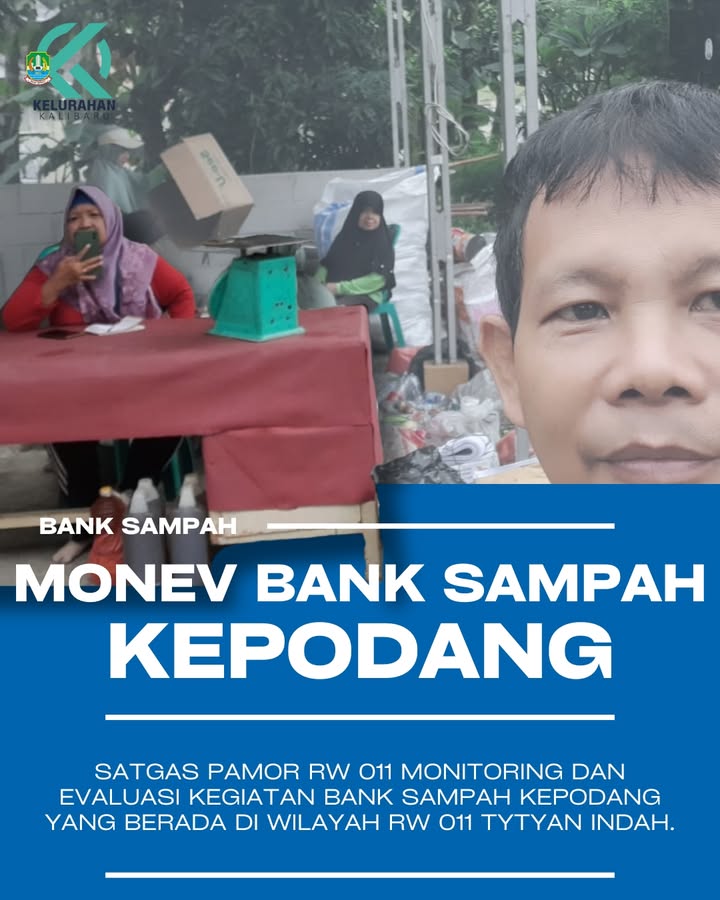 KELURAHAN
KALIBARU
BANK SAMPAH
MONEV BANK SAMPAH
KEPODANG
SATGAS PAMOR RW 011 MONITORING DAN
EVALUASI KEGIATAN BANK SAMPAH KEPODANG
YANG BERADA DI WILAYAH RW 011 TYTYAN INDAH.